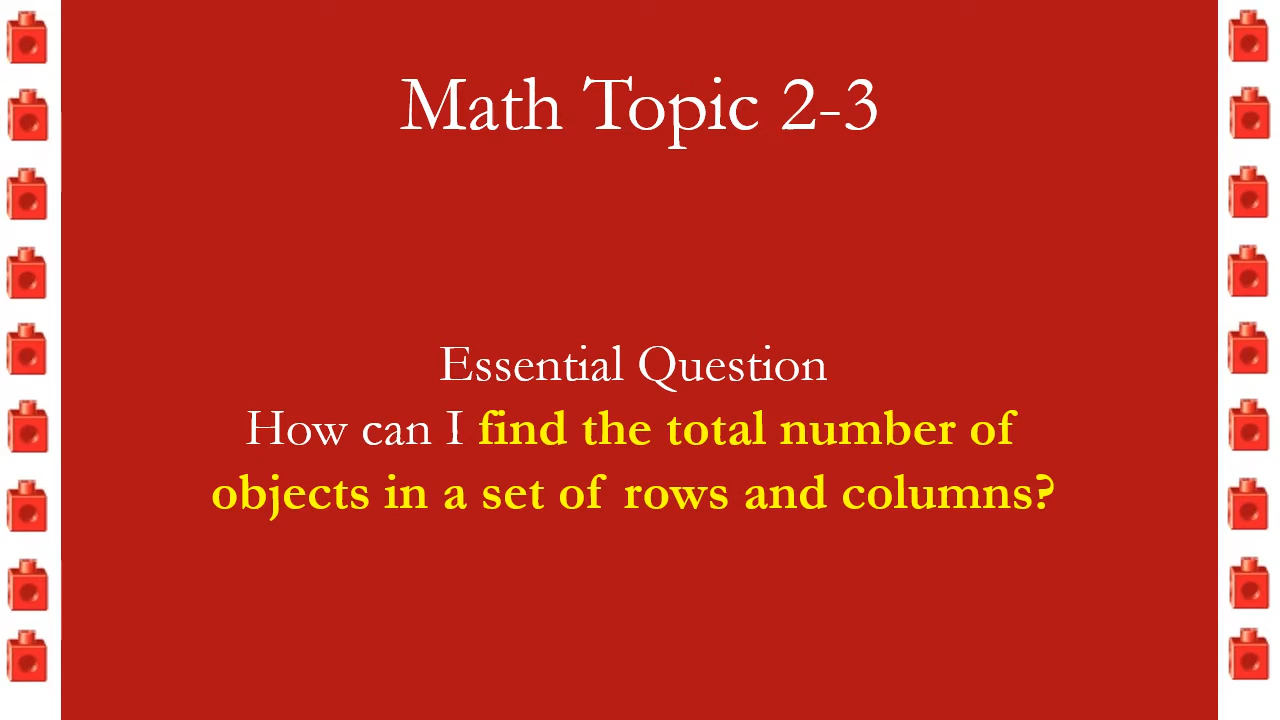 Math Topic 2-3
Essential Question
How can I find the total number of
objects in a set of rows and columns?